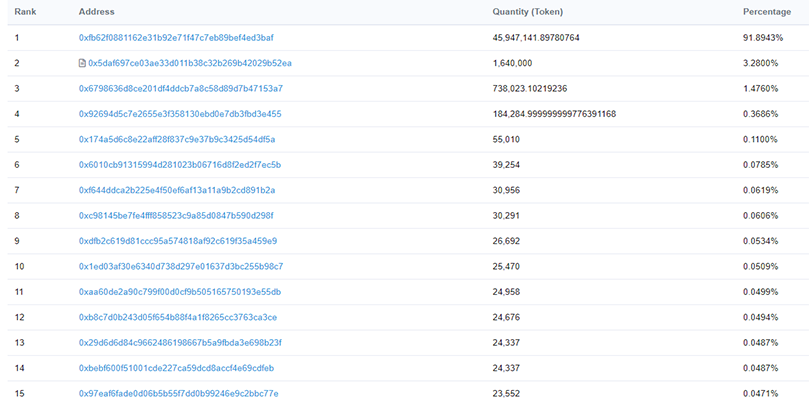 Rank Address Quantity (Token) Percentage
1 0xfb62f0881162e31b92e71f47c7eb89bef4ed3baf 45,947,141.89780764 91.8943%
2 0x5daf697ce03ae33d011b38c32b269b42029b52ea 1,640,000 3.2800%
3 0x6798636d8ce201df4ddcb7a8c58d89d7b47153a7 738,023.10219236 1.4760%
4 0x92694d5c7e2655e3f358130ebd0e7db3fbd3e455 184,284.999999999776391168 0.3686%
5 0x174a5d6c8e22aff28f837c9e37b9c3425d54df5a 55,010 0.1100%
6 0x6010cb91315994d281023b06716d8f2ed2f7ec5b 39,254 0.0785%
7 0xf644ddca2b225e4f50ef6af13a11a9b2cd891b2a 30,956 0.0619%
8 0xc98145be7fe4fff858523c9a85d0847b590d298f 30,291 0.0606%
9 0xdfb2c619d81ccc95a574818af92c619f35a459e9 26,692 0.0534%
10 0x1ed03af30e6340d738d297e01637d3bc255b98c7 25,470 0.0509%
11 0xaa60de2a90c799f00d0cf9b505165750193e55db 24,958 0.0499%
12 0xb8c7d0b243d05f654b88f4a1f8265cc3763ca3ce 24,676 0.0494%
13 0x29d6d6d84c9662486198667b5a9fbda3e698b23f 24,337 0.0487%
14 0xbebf600f51001cde227ca59dcd8accf4e69cdfeb 24,337 0.0487%
15 0x97eaf6fade0d06b5b55f7dd0b99246e9c2bbc77e 23,552 0.0471%